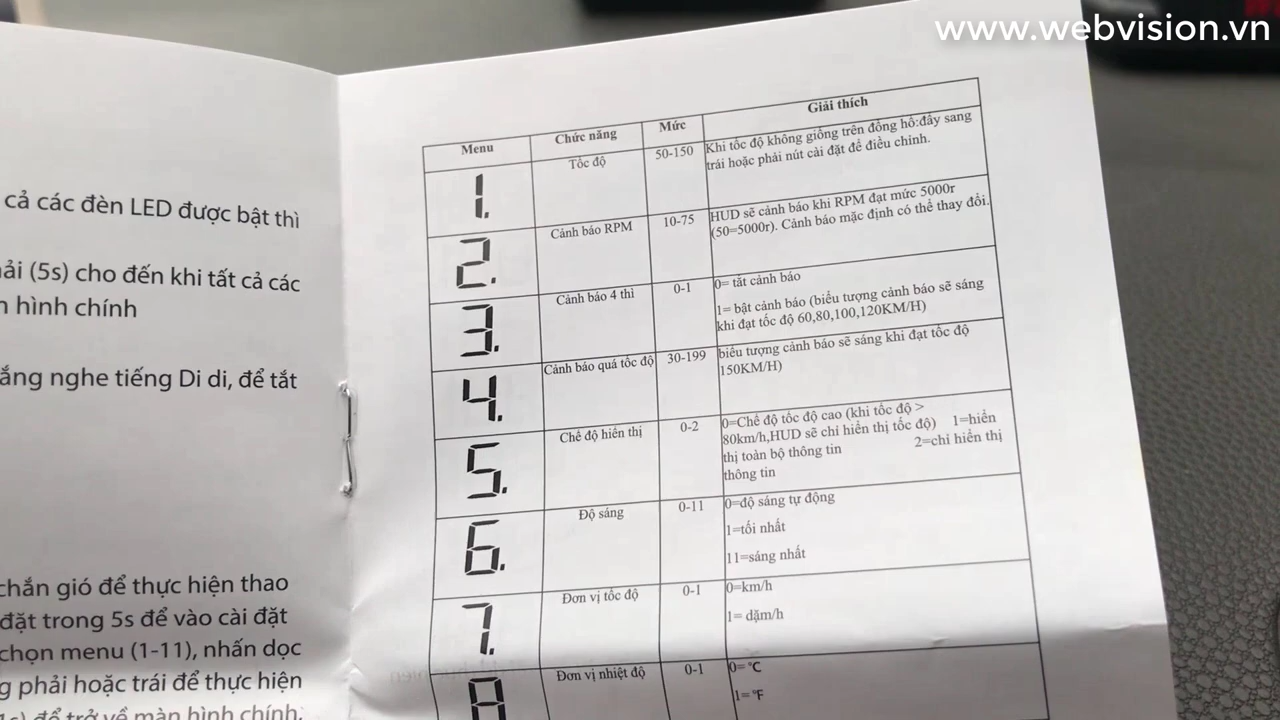 www.webvision.vn
cả các đèn LED được bật thì
ải (5s) cho đến khi tất cả các
n hình chính
ắng nghe tiếng Di di, để tắt
chắn gió để thực hiện thao
đặt trong 5s để vào cài đặt
chọn menu (1-11), nhấn dọc
g phải hoặc trái để thực hiện
để trở về màn hình chính.
Menu Chức năng Mức Giải thích
1. Tốc độ 50-150 Khi tốc độ không giống trên đồng hồ:đẩy sang
trái hoặc phải nút cài đặt để điều chỉnh.
2. Cảnh báo RPM 10-75 HUD sẽ cảnh báo khi RPM đạt mức 5000r
(50=5000r). Cảnh báo mặc định có thể thay đổi.
3. Cảnh báo 4 thì 0-1 0= tắt cảnh báo
1= bật cảnh báo (biểu tượng cảnh báo sẽ sáng
khi đạt tốc độ 60,80,100,120KM/H)
4. Cảnh báo quá tốc độ 30-199 biểu tượng cảnh báo sẽ sáng khi đạt tốc độ
150KM/H)
5. Chế độ hiển thị 0-2 0=Chế độ tốc độ cao (khi tốc độ >
80km/h,HUD sẽ chỉ hiển thị tốc độ) 1=hiển
thị toàn bộ thông tin 2=chỉ hiển thị
thông tin
6. Độ sáng 0-11 0=độ sáng tự động
1=tối nhất
11=sáng nhất
7. Đơn vị tốc độ 0-1 0=km/h
1= dặm/h
8 Đơn vị nhiệt độ 0-1 0= °C
1= °F